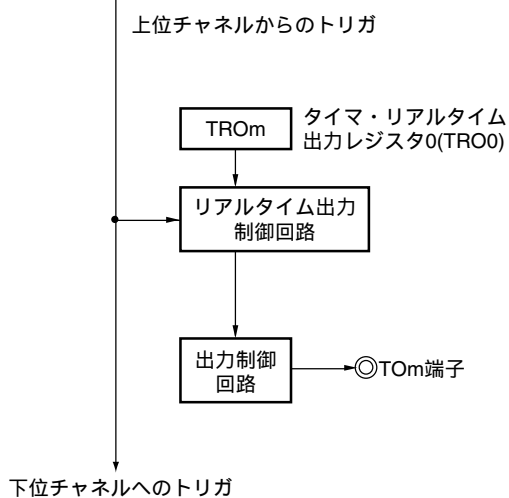 上位チャネルからのトリガ
TROm
タイマ・リアルタイム
出力レジスタ0(TRO0)
リアルタイム出力
制御回路
出力制御
回路
TOm端子
下位チャネルへのトリガ